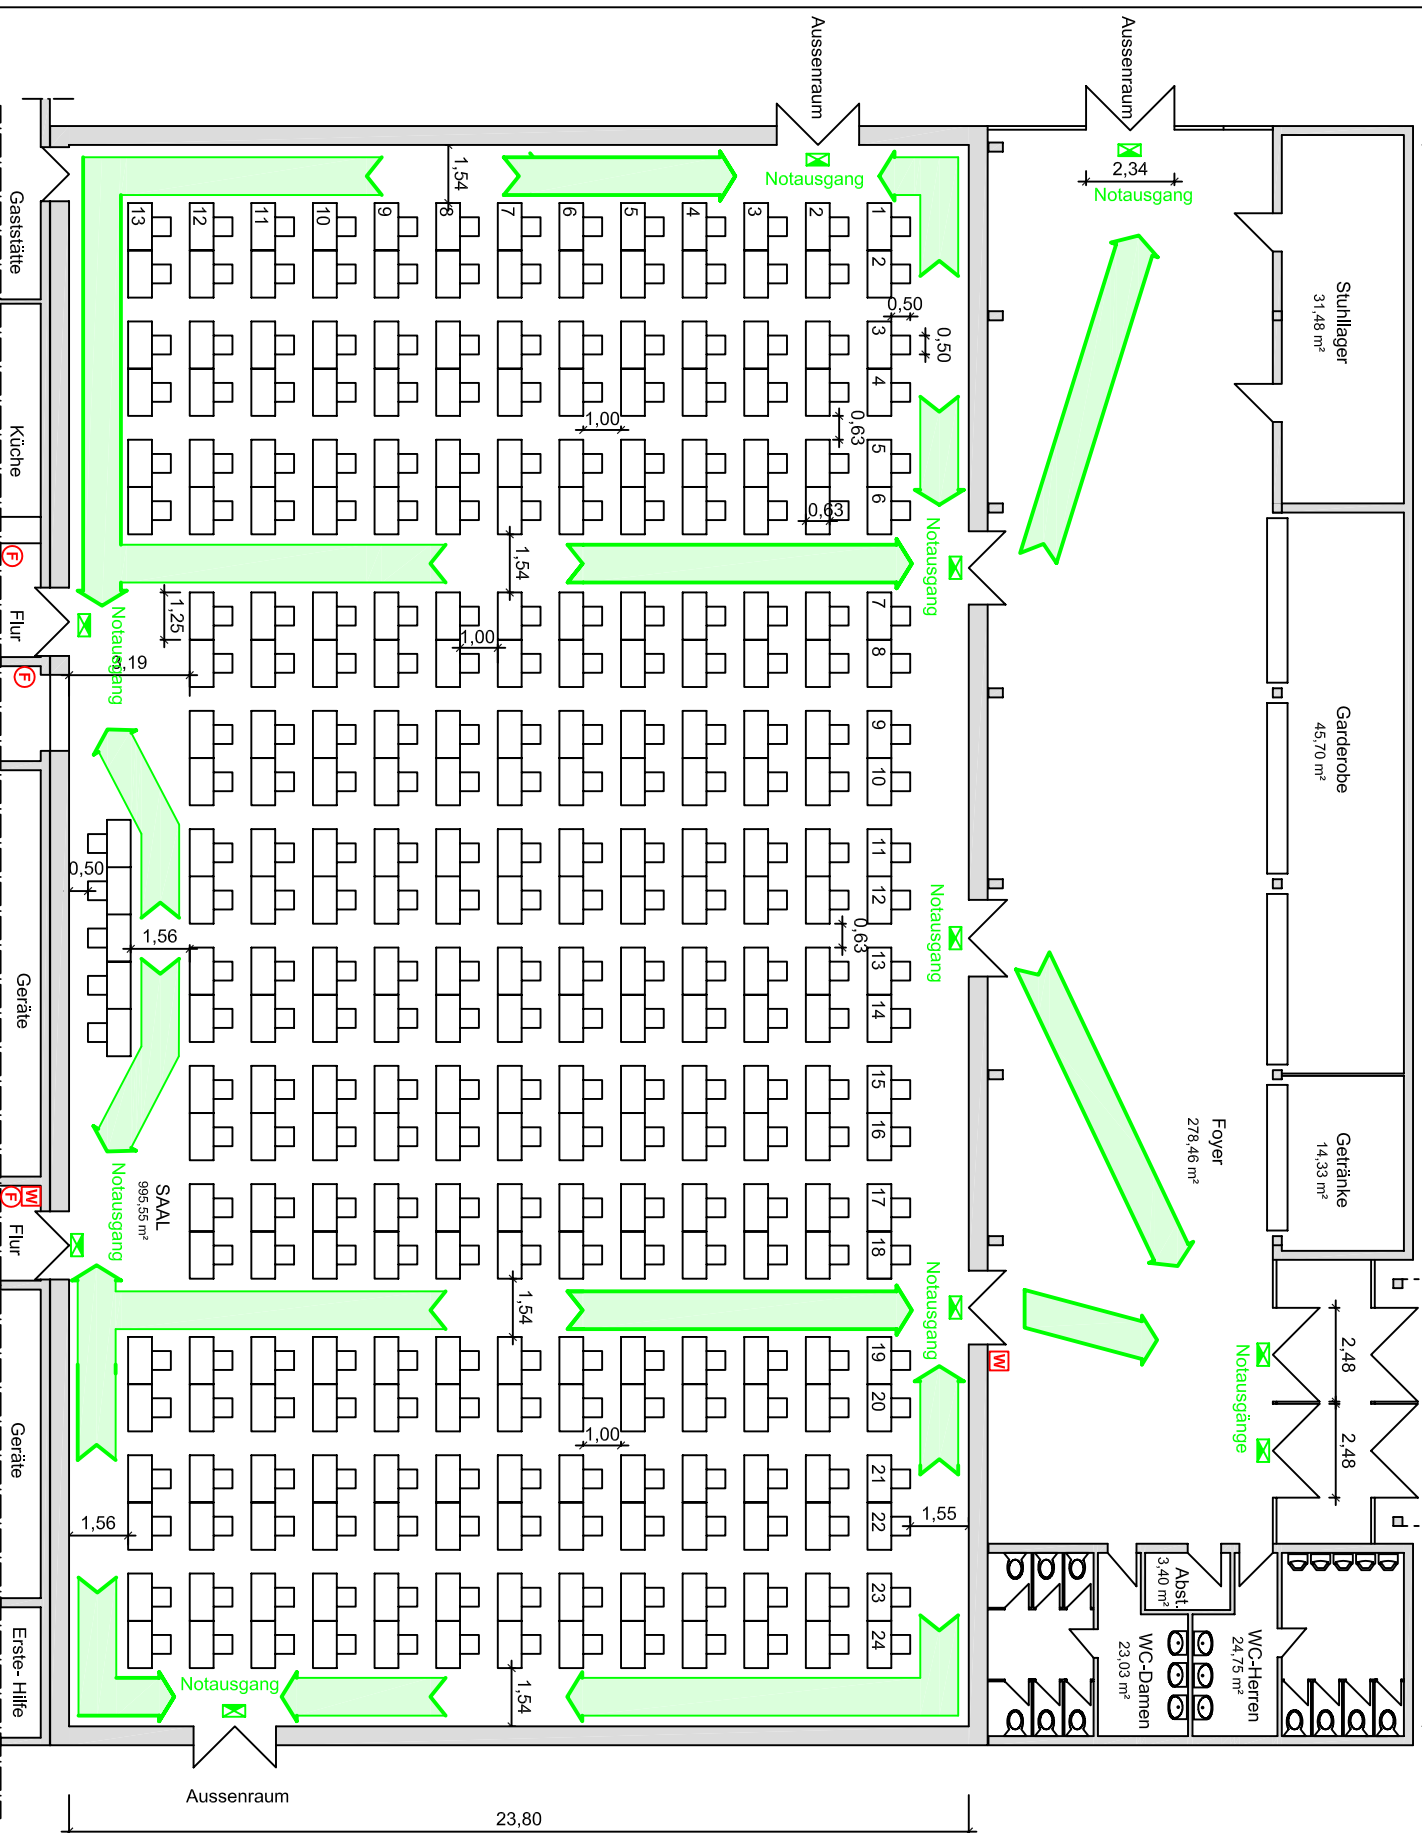 Aussenraum
Aussenraum
Notausgang
2,34
Notausgang
1,54
Stuhllager
31,48 m²
Gaststätte
Küche
F
Flur
F
Geräte
W
F
Flur
Geräte
Erste- Hilfe
13
12
11
10
9
8
7
6
5
4
3
2
1
2
3
4
5
6
7
8
9
10
11
12
13
14
15
16
17
18
19
20
21
22
23
24
0,50
0,50
0,63
1,00
0,63
Notausgang
1,54
1,25
Notausgang
3,19
1,00
Garderobe
45,70 m²
0,50
1,56
0,63
Notausgang
Getränke
14,33 m²
Foyer
278,46 m²
Notausgang
SAAL
995,55 m²
1,54
Notausgang
W
2,48
2,48
Notausgänge
1,00
1,55
1,56
Abst.
3,40 m²
WC-Herren
24,75 m²
WC-Damen
23,03 m²
1,54
Notausgang
Aussenraum
23,80